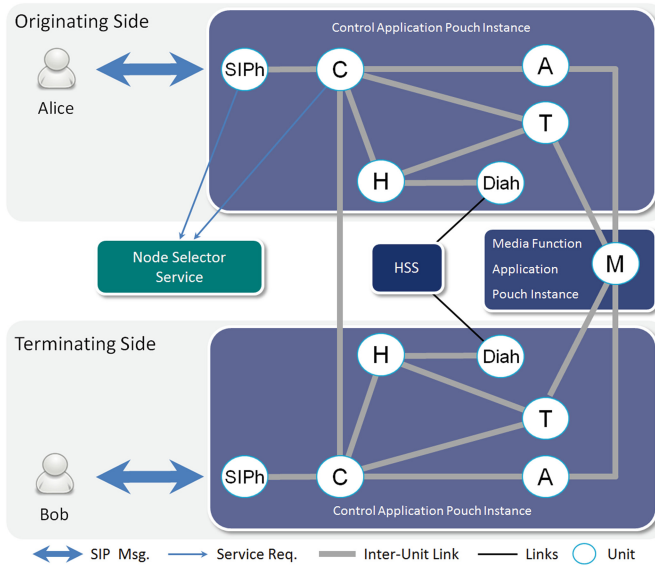 Originating Side
Control Application Pouch Instance
SIPh
C
A
Alice
T
H
Diah
Node Selector
Service
HSS
Media Function
Application
Pouch Instance
M
Terminating Side
H
Diah
T
SIPh
C
A
Bob
Control Application Pouch Instance
SIP Msg.
Service Req.
Inter-Unit Link
Links
Unit